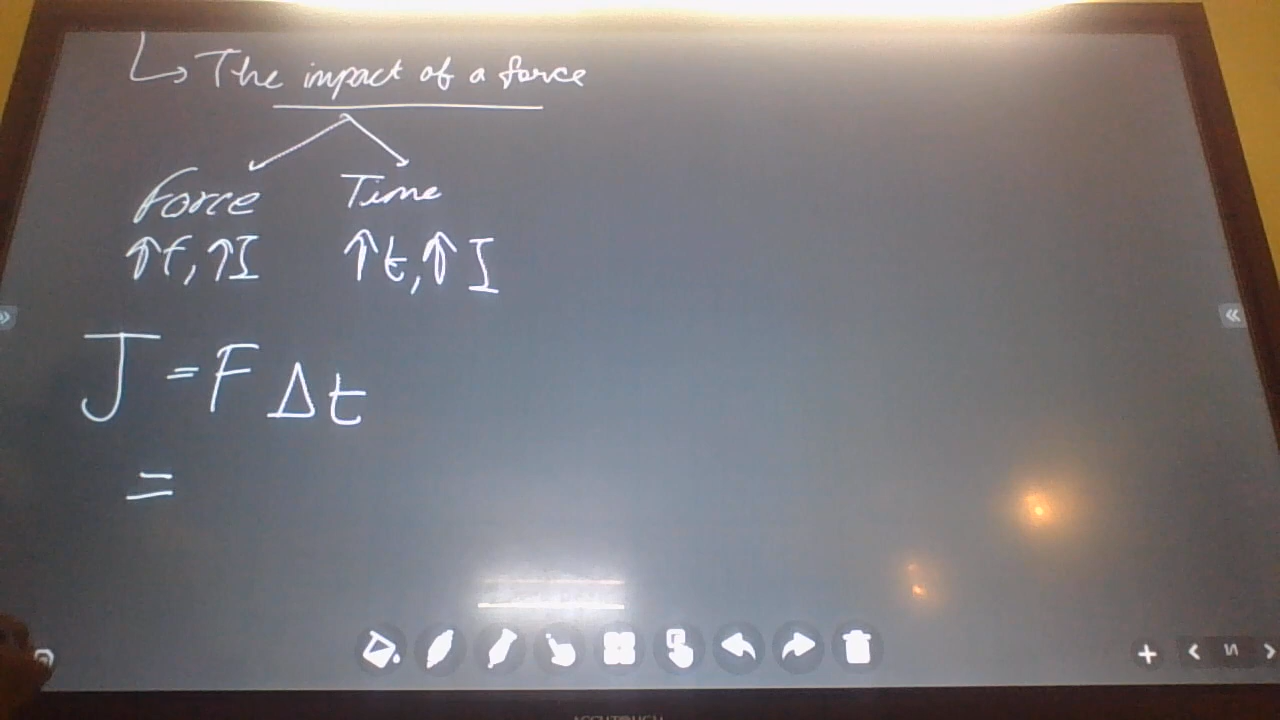 ↳ The impact of a force
Force Time
↑f, ↑I ↑t, ↑I
J = F Δt
=